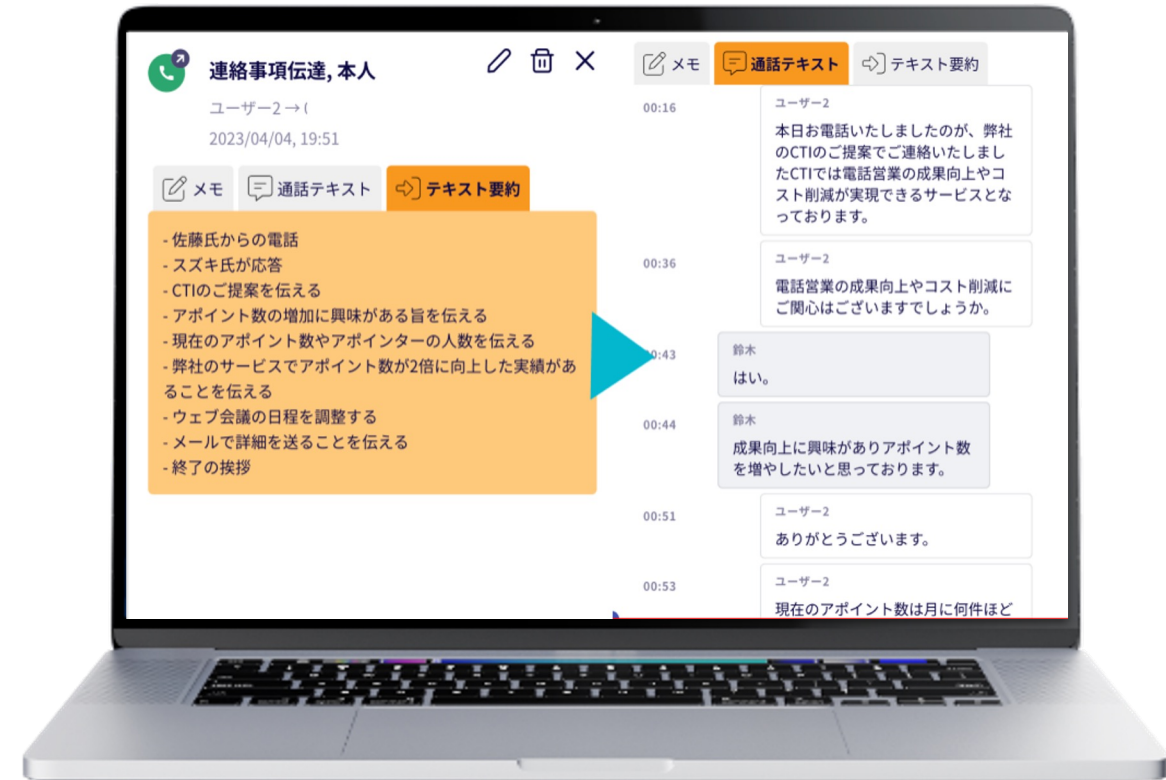 連絡事項伝達, 本人
ユーザー2 → (
2023/04/04, 19:51
メモ
通話テキスト
テキスト要約
- 佐藤氏からの電話
- スズキ氏が応答
- CTIのご提案を伝える
- アポイント数の増加に興味がある旨を伝える
- 現在のアポイント数やアポインターの人数を伝える
- 弊社のサービスでアポイント数が2倍に向上した実績があ
ることを伝える
- ウェブ会議の日程を調整する
- メールで詳細を送ることを伝える
- 終了の挨拶
メモ
通話テキスト
テキスト要約
00:16
ユーザー2
本日お電話いたしましたのが、弊社
のCTIのご提案でご連絡いたしまし
たCTIでは電話営業の成果向上やコ
スト削減が実現できるサービスとな
っております。
00:36
ユーザー2
電話営業の成果向上やコスト削減に
ご関心はございますでしょうか。
0:43
鈴木
はい。
00:44
鈴木
成果向上に興味がありアポイント数
を増やしたいと思っております。
00:51
ユーザー2
ありがとうございます。
00:53
ユーザー2
現在のアポイント数は月に何件ほど